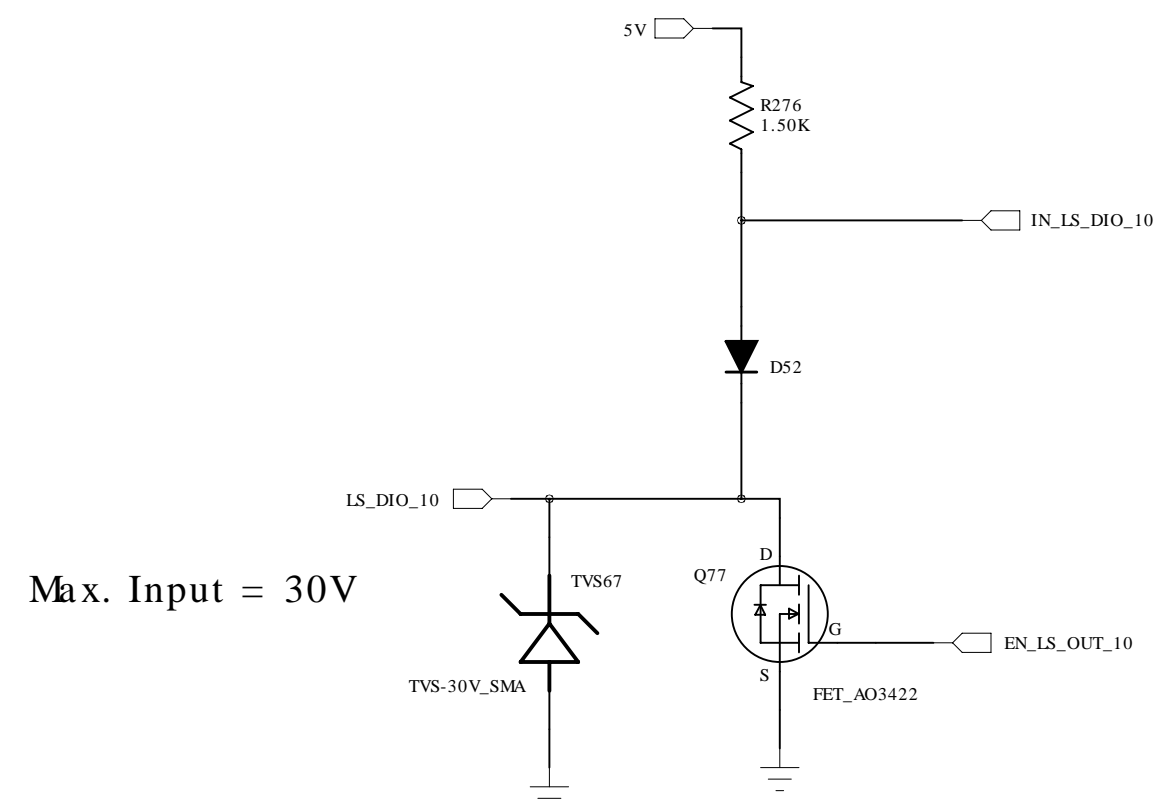 5V
R276
1.50K
IN_LS_DIO_10
D52
LS_DIO_10
D
Q77
TVS67
Max. Input = 30V
G
EN_LS_OUT_10
S
TVS-30V_SMA
FET_AO3422